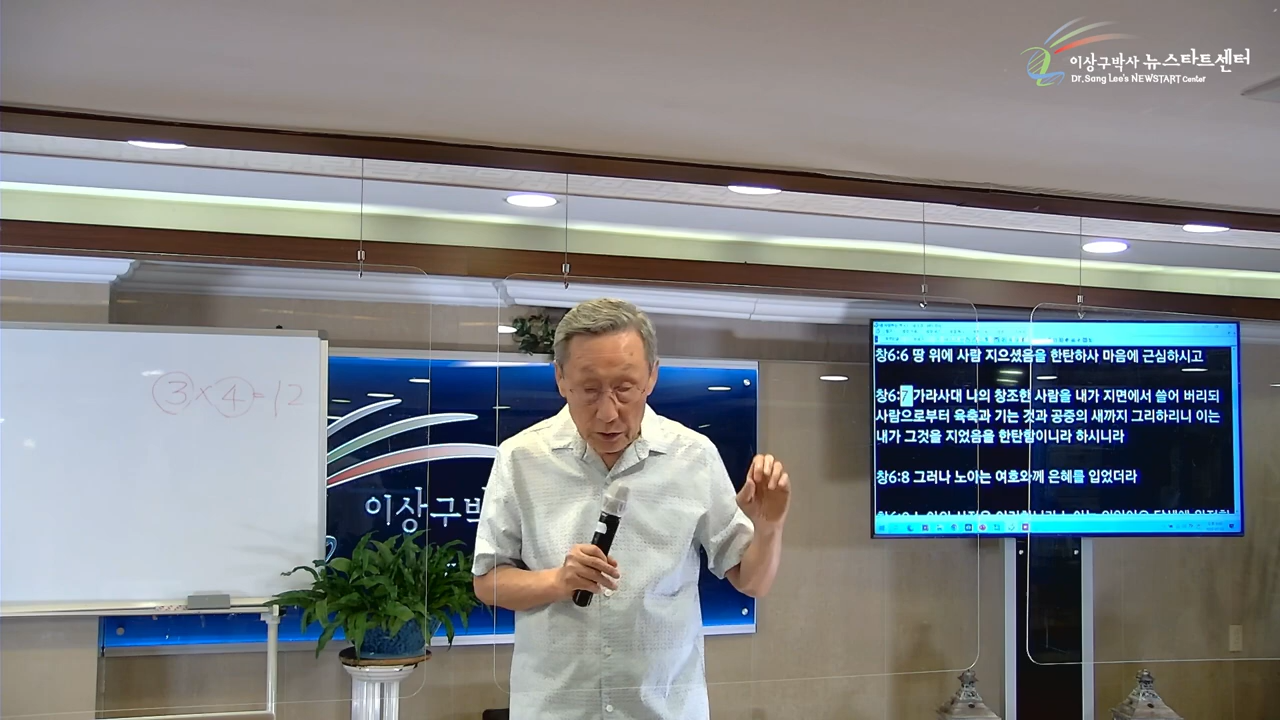 이상구박사 뉴스타트센터
Dr. Sang Lee's NEWSTART Center
3 x 4 = 12
이상구박
창6:6 땅 위에 사람 지으셨음을 한탄하사 마음에 근심하시고
창6:7 가라사대 나의 창조한 사람을 내가 지면에서 쓸어 버리되
사람으로부터 육축과 기는 것과 공중의 새까지 그리하리니 이는
내가 그것을 지었음을 한탄함이니라 하시니라
창6:8 그러나 노아는 여호와께 은혜를 입었더라